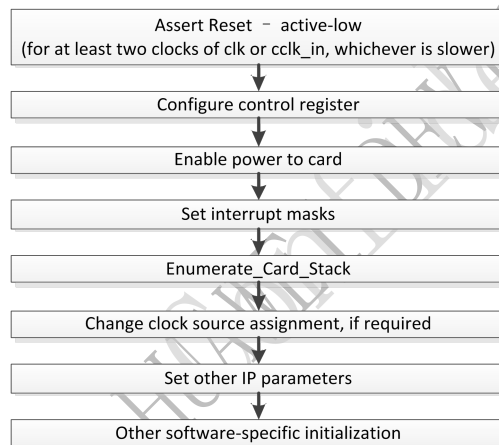 Assert Reset – active-low
(for at least two clocks of clk or cclk_in, whichever is slower)
Configure control register
Enable power to card
Set interrupt masks
Enumerate_Card_Stack
Change clock source assignment, if required
Set other IP parameters
Other software-specific initialization